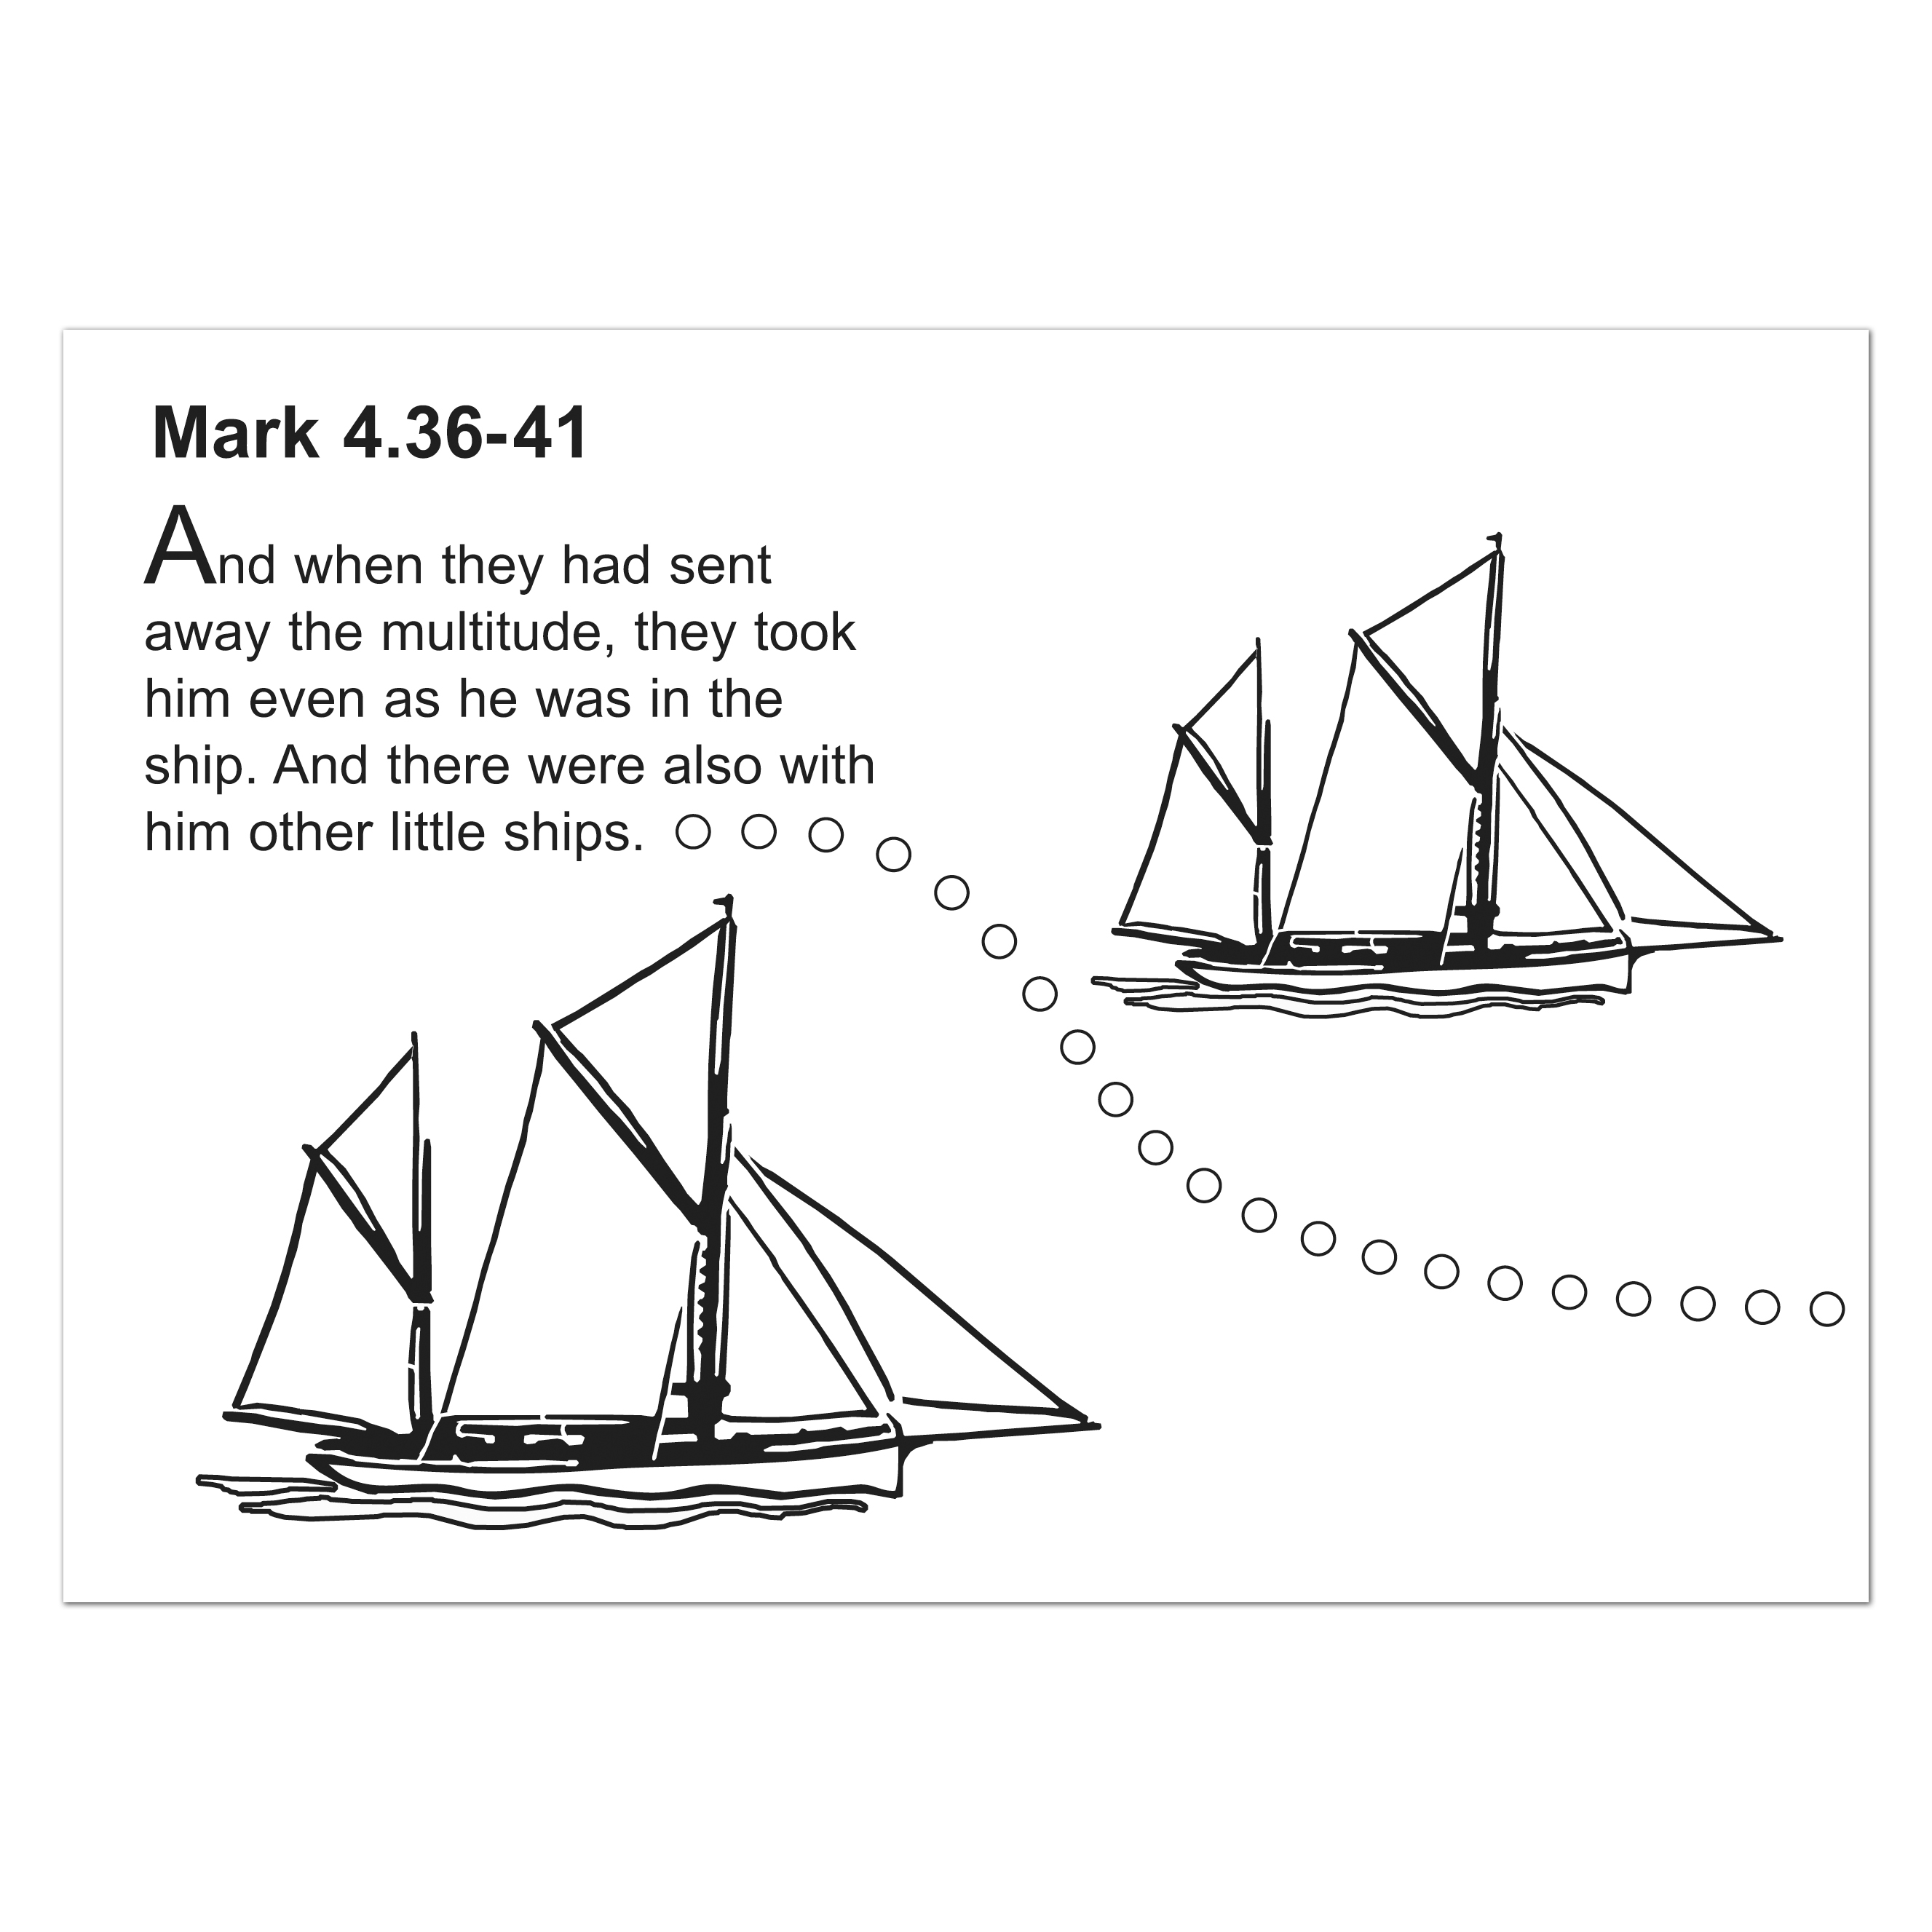 Mark 4.36-41
And when they had sent
away the multitude, they took
him even as he was in the
ship. And there were also with
him other little ships.